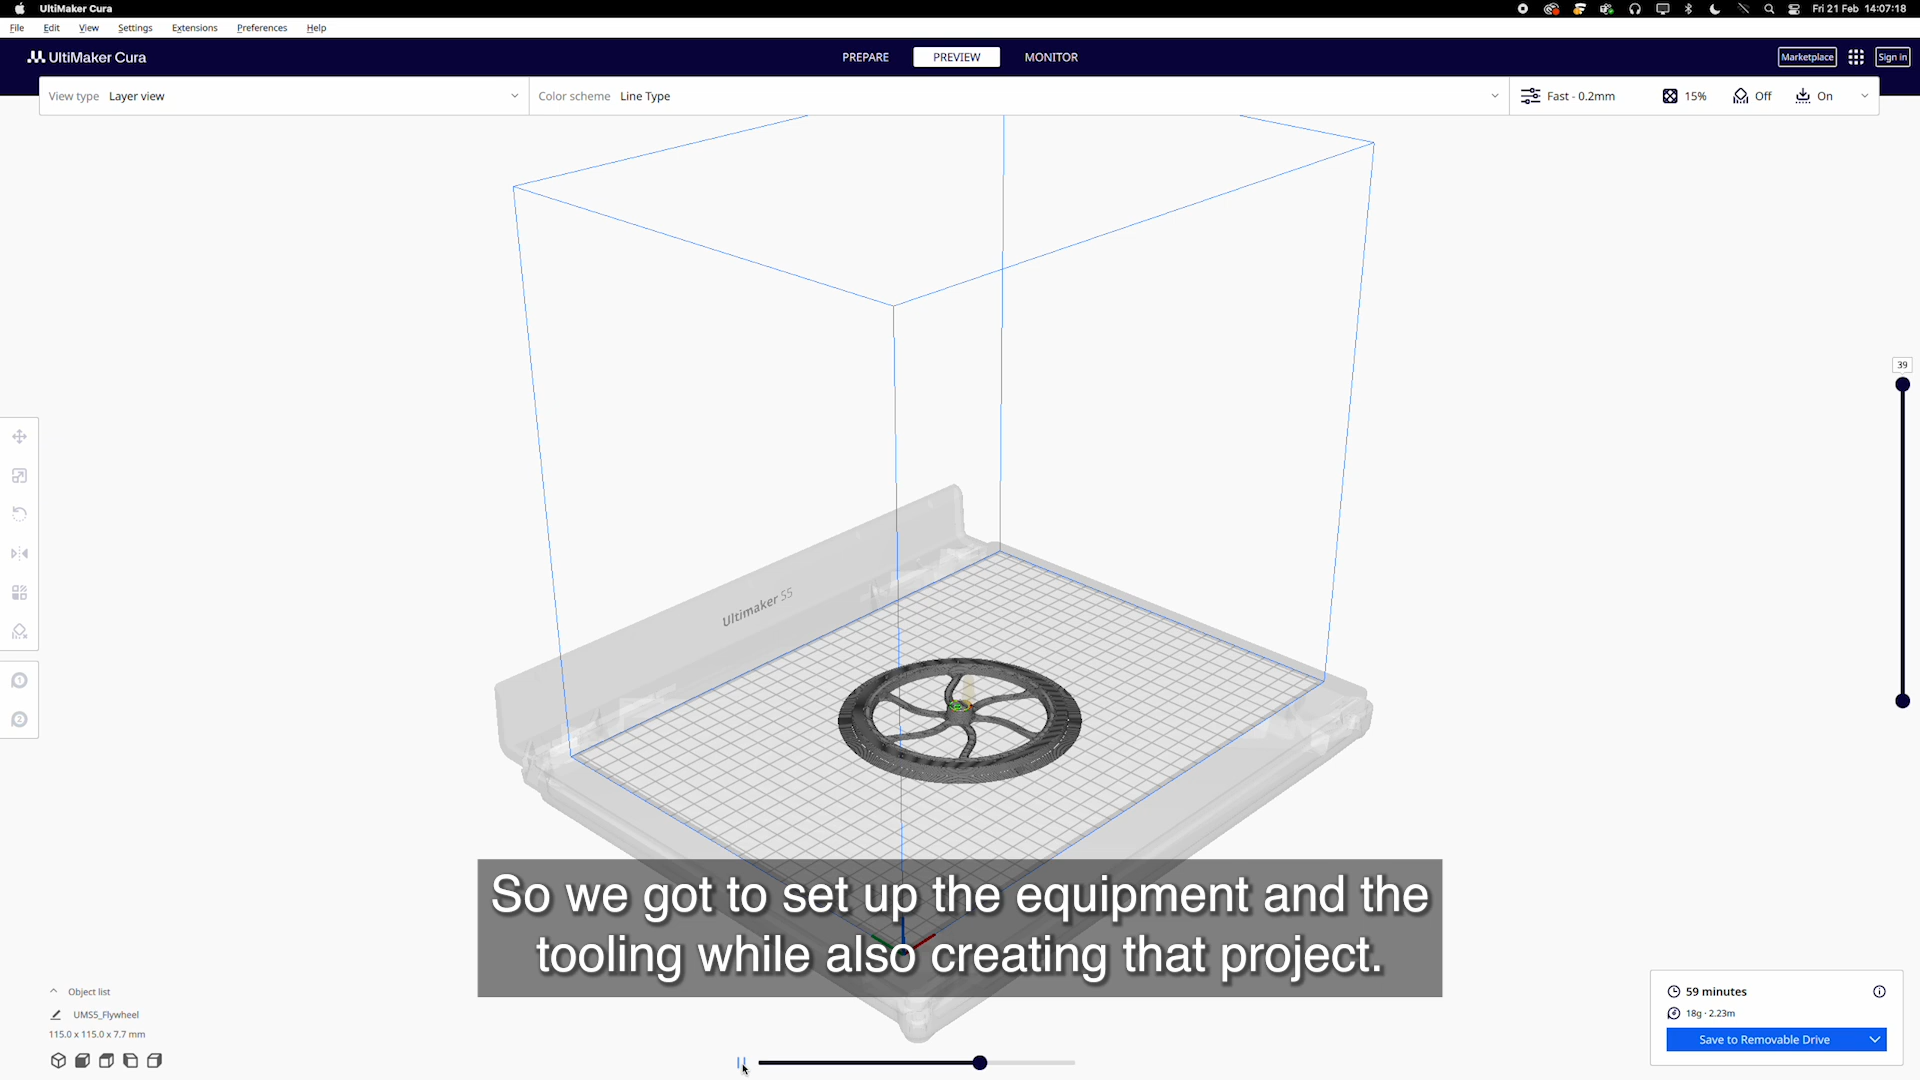 UltiMaker Cura
Fri 21 Feb 14:07:18
File Edit View Settings Extensions Preferences Help
UltiMaker Cura
PREPARE PREVIEW MONITOR
Marketplace
Sign in
View type Layer view
Color scheme Line Type
Fast - 0.2mm
15%
Off
On
39
Ultimaker S5
1
2
So we got to set up the equipment and the
tooling while also creating that project.
Object list
UMS5_Flywheel
115.0 x 115.0 x 7.7 mm
59 minutes
18g · 2.23m
Save to Removable Drive